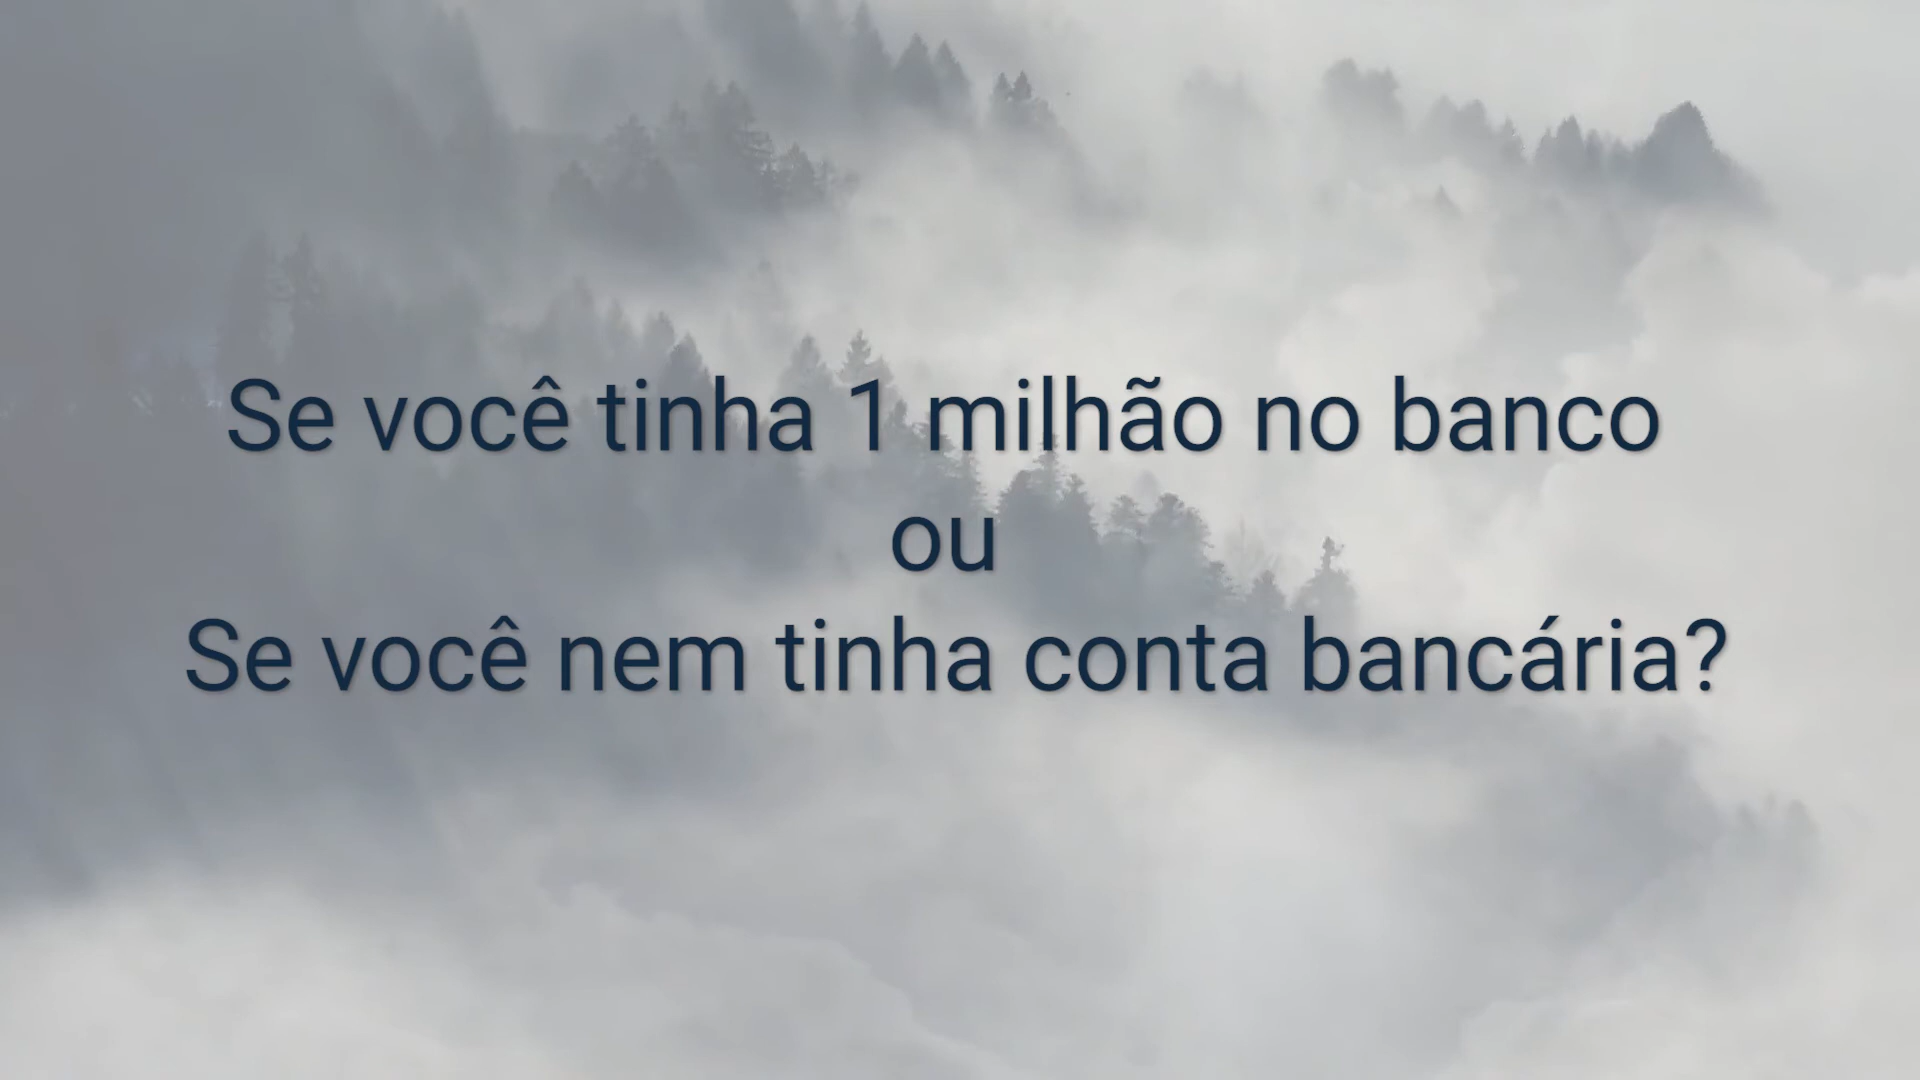 Se você tinha 1 milhão no banco
ou
Se você nem tinha conta bancária?